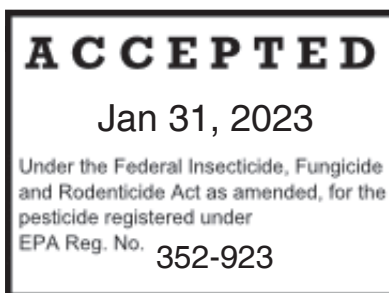 ACCEPTED
Jan 31, 2023
Under the Federal Insecticide, Fungicide
and Rodenticide Act as amended, for the
pesticide registered under
EPA Reg. No. 352-923